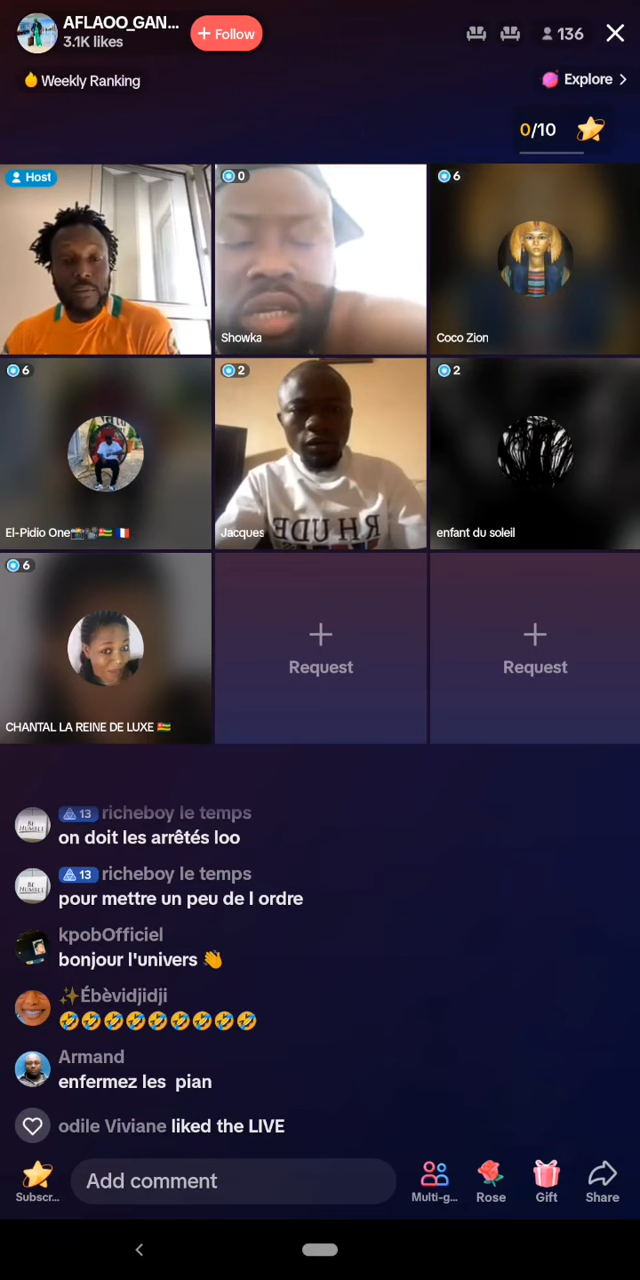 AFLAOO_GAN...
3.1K likes
+ Follow
136
Weekly Ranking
Explore
0/10
Host
0
6
Showka
Coco Zion
6
2
2
RHUDE
El-Pidio One📸📽🇹🇬 🇫🇷
Jacques
enfant du soleil
6
Request
Request
CHANTAL LA REINE DE LUXE 🇹🇬
13 richeboy le temps
on doit les arrêtés loo
13 richeboy le temps
pour mettre un peu de l ordre
kpobOfficiel
bonjour l'univers 👋
✨Ébèvidjidji
🤣🤣🤣🤣🤣🤣🤣🤣🤣
Armand
enfermez les pian
odile Viviane liked the LIVE
Add comment
Subscr...
Multi-g...
Rose
Gift
Share